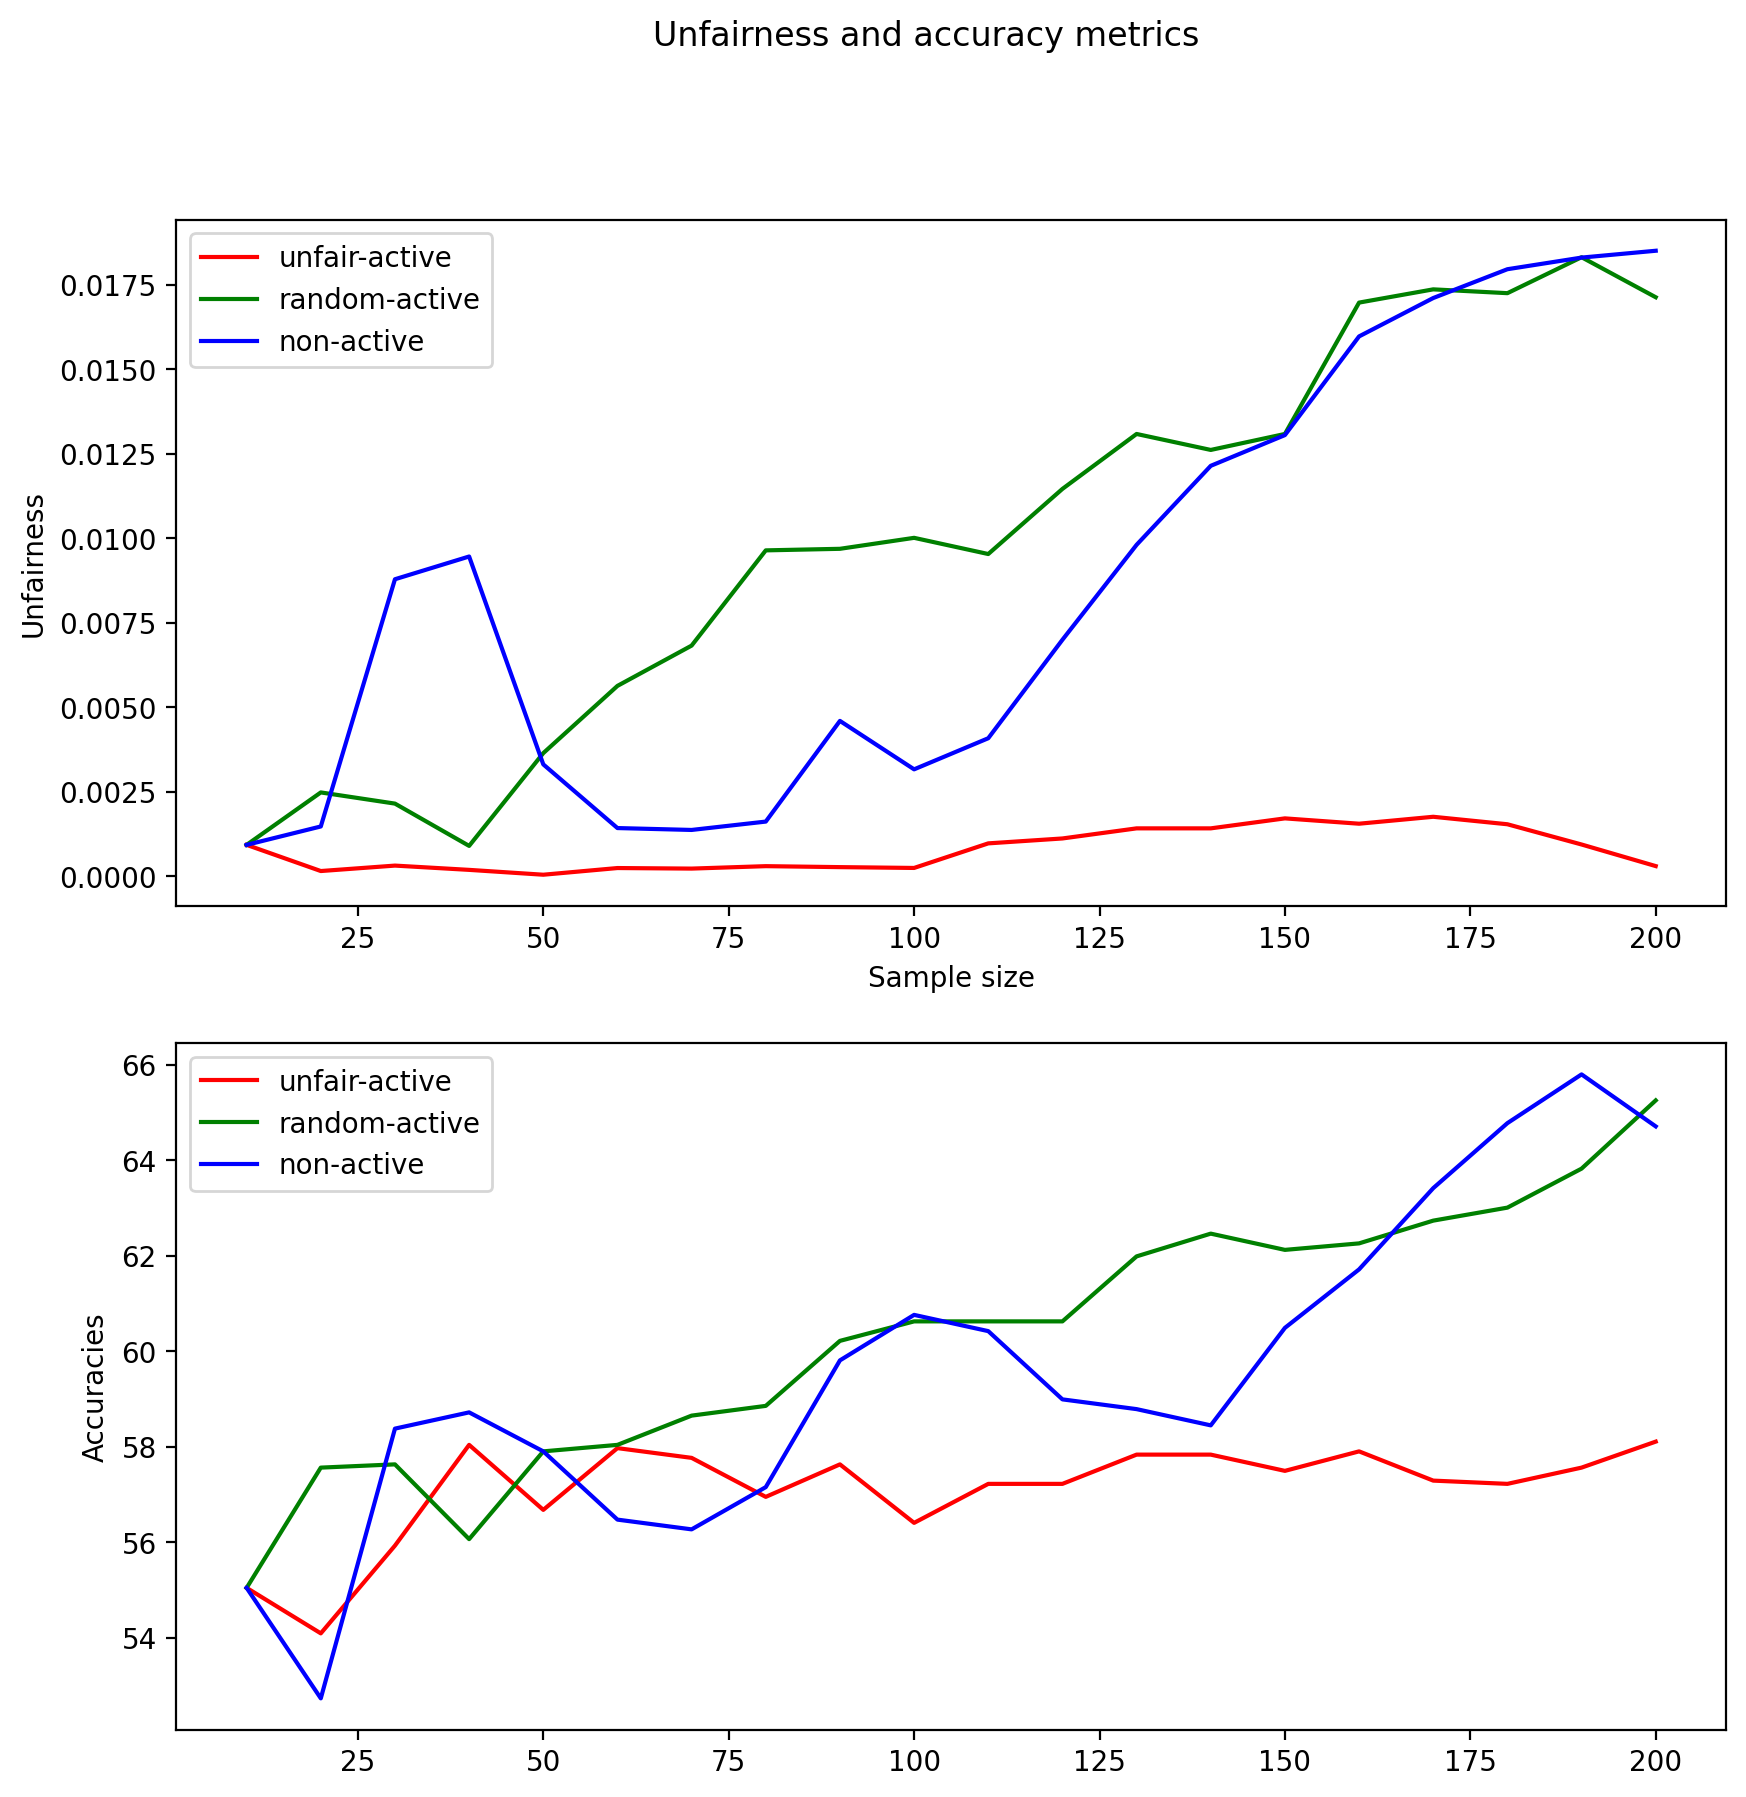 Unfairness and accuracy metrics
unfair-active
random-active
non-active
0.0175
0.0150
0.0125
0.0100
0.0075
0.0050
0.0025
0.0000
Unfairness
25 50 75 100 125 150 175 200
Sample size
unfair-active
random-active
non-active
66
64
62
60
58
56
54
Accuracies
25 50 75 100 125 150 175 200